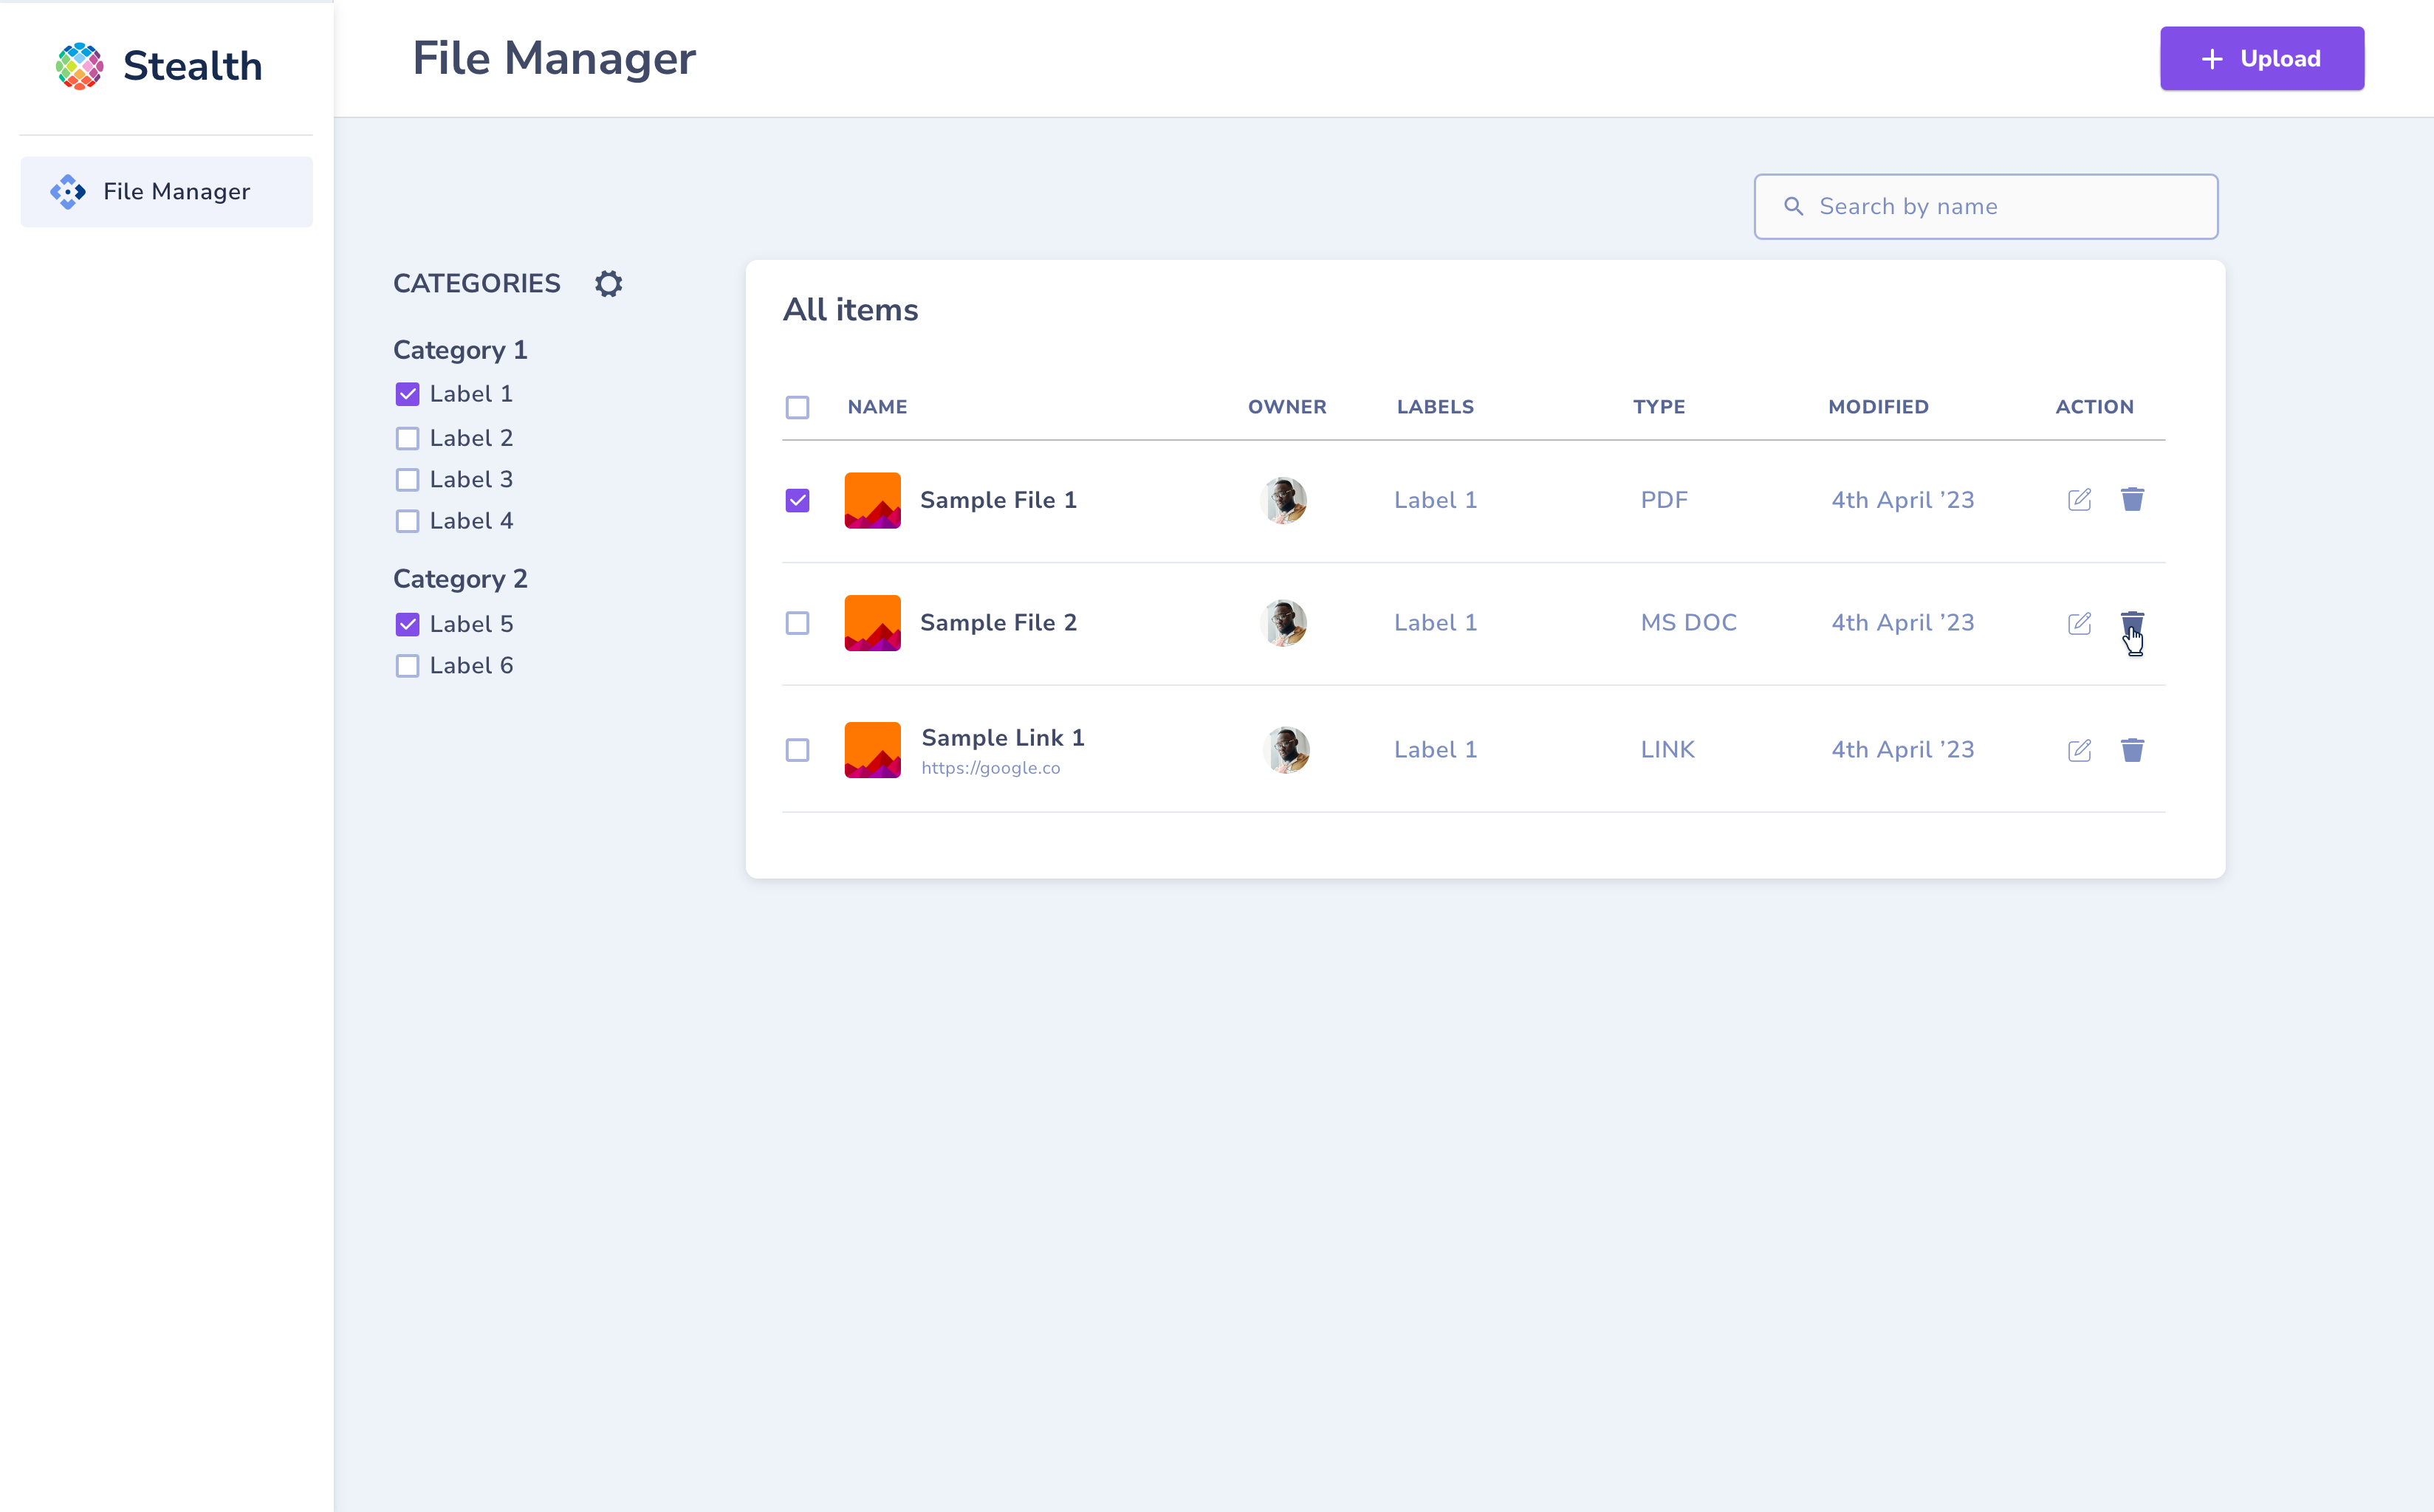 Stealth
File Manager
Upload
File Manager
Search by name
CATEGORIES
Category 1
Label 1
Label 2
Label 3
Label 4
Category 2
Label 5
Label 6
All items
NAME OWNER LABELS TYPE MODIFIED ACTION
Sample File 1 Label 1 PDF 4th April ’23
Sample File 2 Label 1 MS DOC 4th April ’23
Sample Link 1 Label 1 LINK 4th April ’23
https://google.co